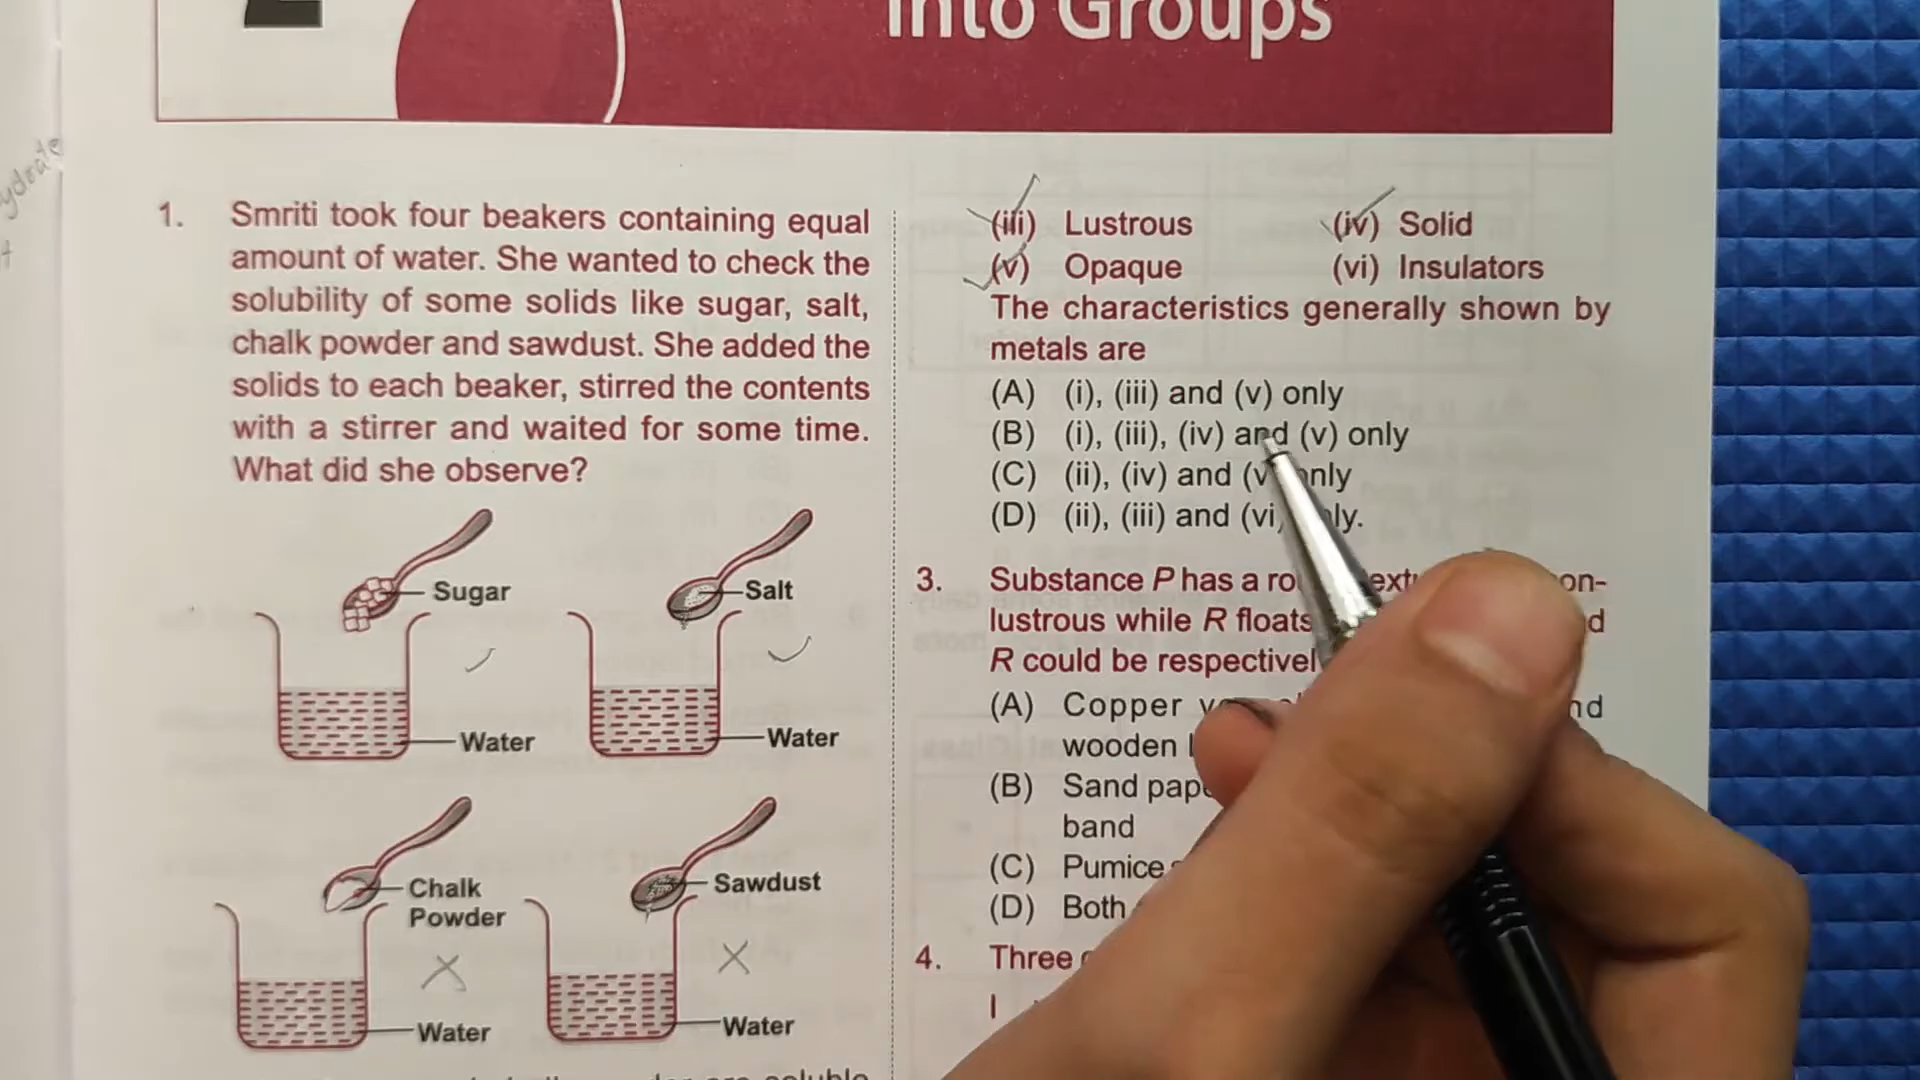 into Groups
1. Smriti took four beakers containing equal
amount of water. She wanted to check the
solubility of some solids like sugar, salt,
chalk powder and sawdust. She added the
solids to each beaker, stirred the contents
with a stirrer and waited for some time.
What did she observe?
Sugar
Salt
Water
Water
Chalk
Powder
Sawdust
Water
Water
soluble
(iii) Lustrous (iv) Solid
(v) Opaque (vi) Insulators
The characteristics generally shown by
metals are
(A) (i), (iii) and (v) only
(B) (i), (iii), (iv) and (v) only
(C) (ii), (iv) and only
(D) (ii), (iii) and (vi) only.
3. Substance P has a
lustrous while R floats
R could be respectively
(A) Copper
wooden
(B) Sand
band
(C) Pumice
(D) Both
4. Three
I